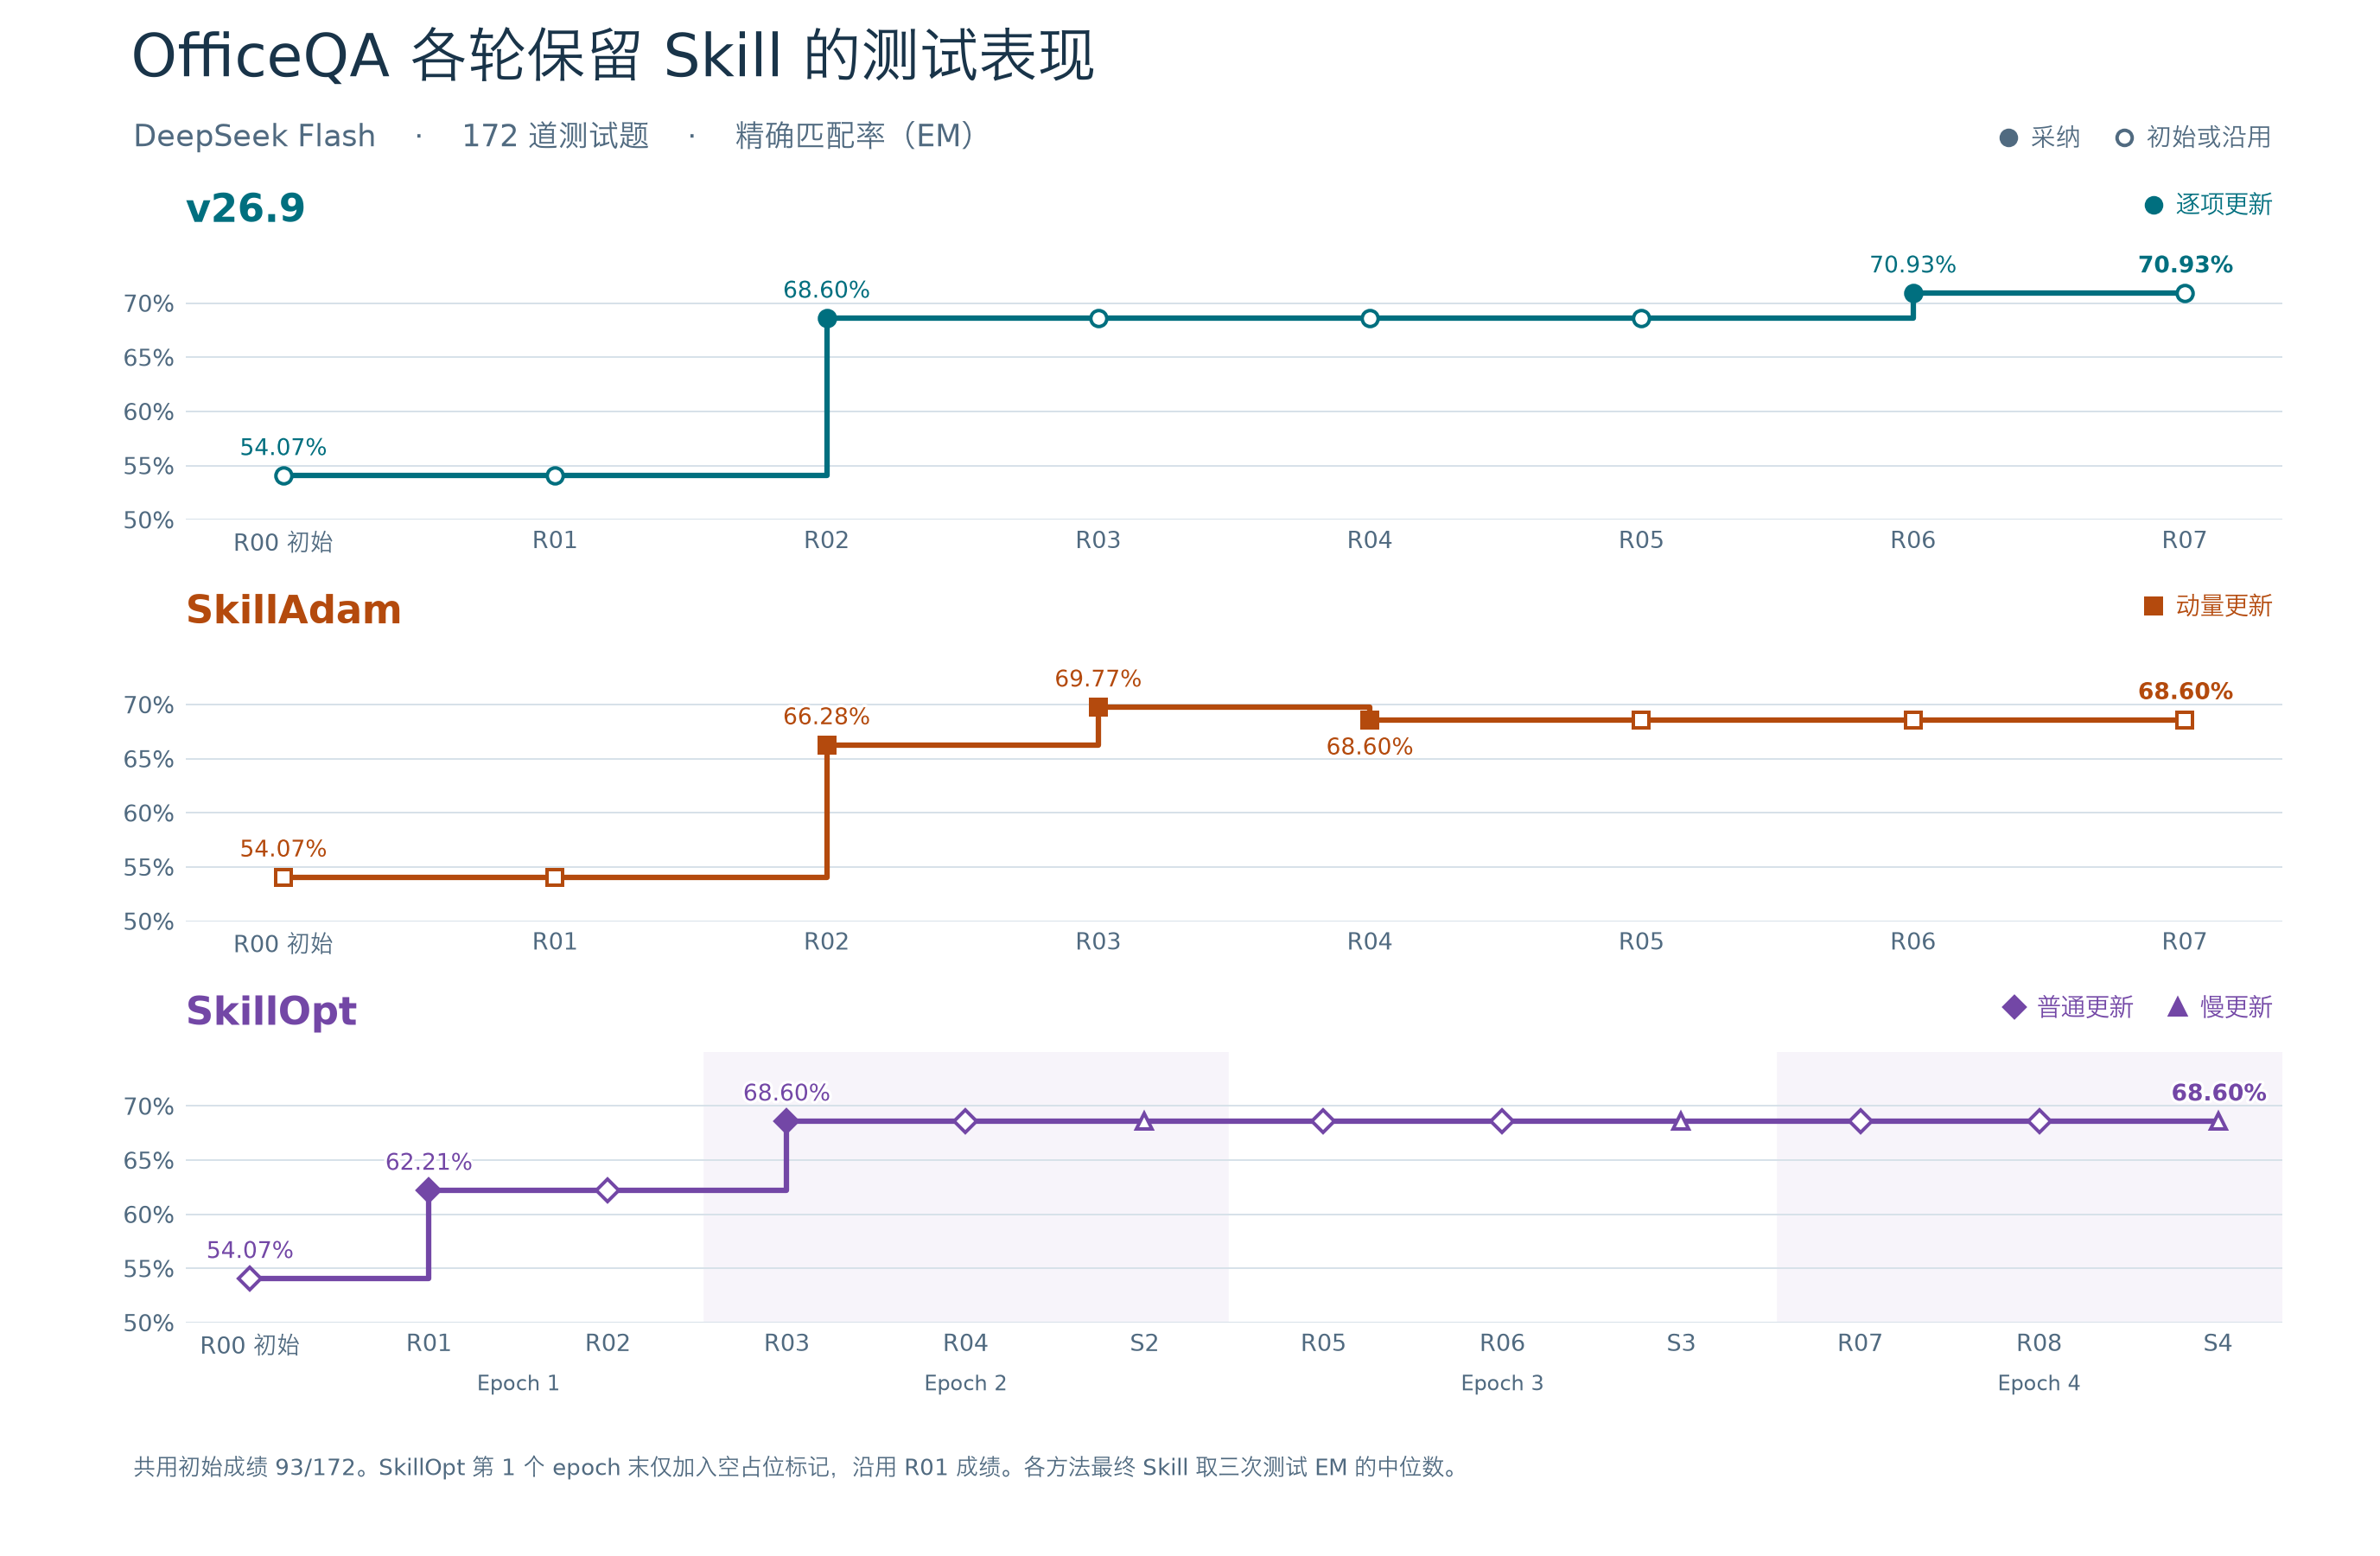 OfficeQA 各轮保留 Skill 的测试表现
DeepSeek Flash · 172 道测试题 · 精确匹配率（EM）
采纳 初始或沿用
v26.9
逐项更新
70.93% 70.93%
68.60%
70%
65%
60%
54.07%
55%
50%
R00 初始 R01 R02 R03 R04 R05 R06 R07
SkillAdam
动量更新
69.77%
68.60%
70%
66.28%
68.60%
65%
60%
54.07%
55%
50%
R00 初始 R01 R02 R03 R04 R05 R06 R07
SkillOpt
普通更新 慢更新
68.60% 68.60%
70%
65%
62.21%
60%
54.07%
55%
50%
R00 初始 R01 R02 R03 R04 S2 R05 R06 S3 R07 R08 S4
Epoch 1 Epoch 2 Epoch 3 Epoch 4
共用初始成绩 93/172。SkillOpt 第 1 个 epoch 末仅加入空占位标记，沿用 R01 成绩。各方法最终 Skill 取三次测试 EM 的中位数。